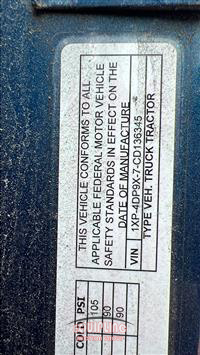 THIS VEHICLE CONFORMS TO ALL
APPLICABLE FEDERAL MOTOR VEHICLE
SAFETY STANDARDS IN EFFECT ON THE
DATE OF MANUFACTURE
VIN 1XP-4DP9X-7-CD136345
TYPE VEH. TRUCK TRACTOR
COLD PSI.
105
90
90